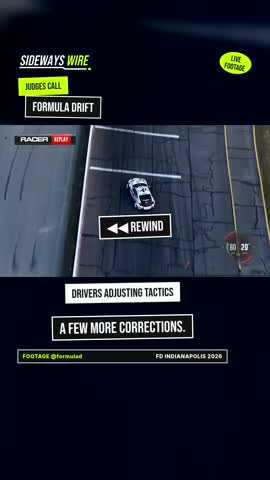 SIDEWAYS WIRE.
LIVE
FOOTAGE
JUDGES CALL
FORMULA DRIFT
RACER REPLAY
REWIND
60 20°
DRIVERS ADJUSTING TACTICS
A FEW MORE CORRECTIONS.
FOOTAGE @formulad
FD INDIANAPOLIS 2026